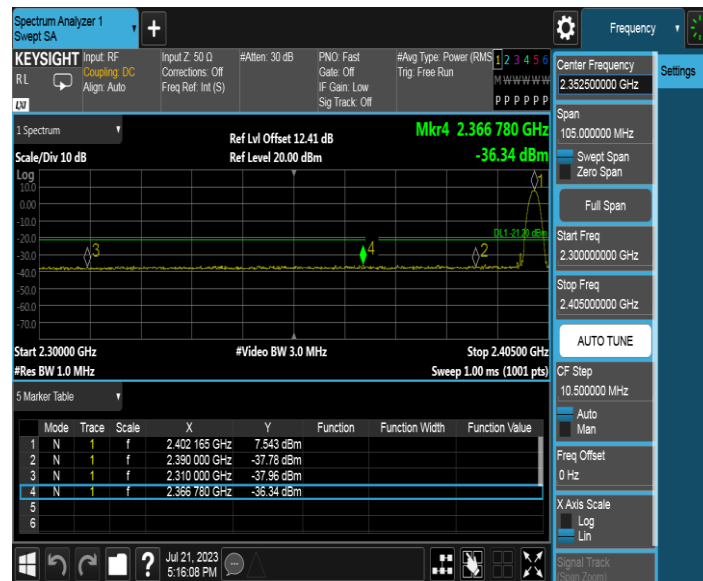 Spectrum Analyzer 1
Swept SA
+
Frequency
KEYSIGHT
RL
LXI
Input: RF
Coupling: DC
Align: Auto
Input Z: 50 Ω
Corrections: Off
Freq Ref: Int (S)
#Atten: 30 dB
PNO: Fast
Gate: Off
IF Gain: Low
Sig Track: Off
#Avg Type: Power (RMS
Trig: Free Run
1 2 3 4 5 6
M W W W W W
P P P P P P
1 Spectrum
Scale/Div 10 dB
Ref Lvl Offset 12.41 dB
Ref Level 20.00 dBm
Mkr4 2.366 780 GHz
-36.34 dBm
Log
10.0
0.00
-10.0
-20.0
-30.0
-40.0
-50.0
-60.0
-70.0
1
DL1 -21.20 dBm
3
4
2
Start 2.30000 GHz
#Res BW 1.0 MHz
#Video BW 3.0 MHz
Stop 2.40500 GHz
Sweep 1.00 ms (1001 pts)
5 Marker Table
Mode Trace Scale X Y Function Function Width Function Value
1 N 1 f 2.402 165 GHz 7.543 dBm
2 N 1 f 2.390 000 GHz -37.78 dBm
3 N 1 f 2.310 000 GHz -37.96 dBm
4 N 1 f 2.366 780 GHz -36.34 dBm
5
6
?
Jul 21, 2023
5:16:08 PM
Center Frequency
2.352500000 GHz
Settings
Span
105.000000 MHz
Swept Span
Zero Span
Full Span
Start Freq
2.300000000 GHz
Stop Freq
2.405000000 GHz
AUTO TUNE
CF Step
10.500000 MHz
Auto
Man
Freq Offset
0 Hz
X Axis Scale
Log
Lin
Signal Track
(Span Zoom)